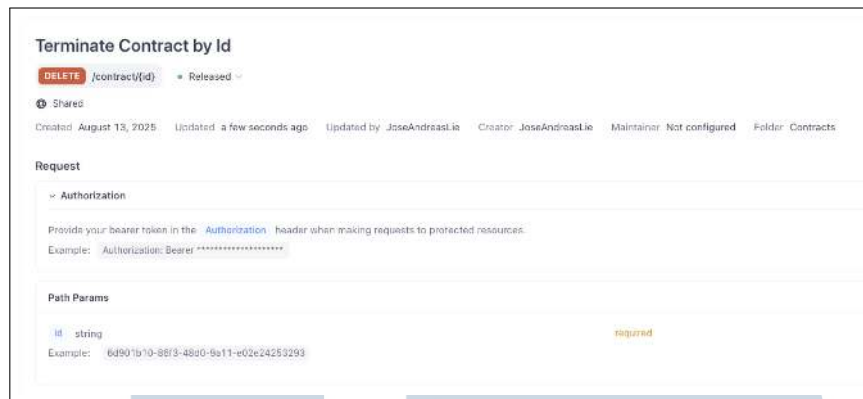 Terminate Contract by Id
DELETE /contract/{id} Released
Shared
Created August 13, 2025 Updated a few seconds ago Updated by JoseAndreasLie Creator JoseAndreasLie Maintainer Not configured Folder Contracts
Request
Authorization
Provide your bearer token in the Authorization header when making requests to protected resources.
Example: Authorization: Bearer ********************
Path Params
id string required
Example: 6d901b10-86f3-48d0-9a11-e02e24253293